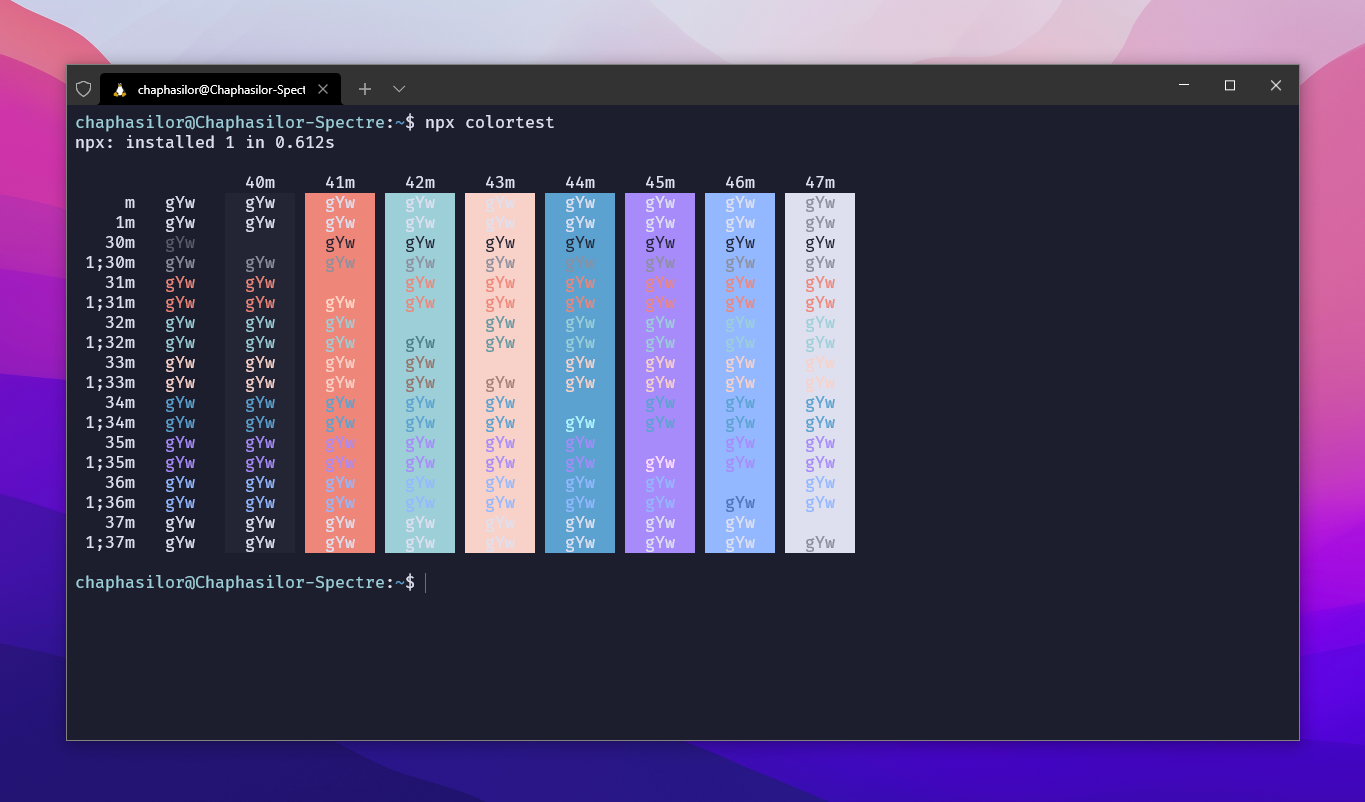 chaphasilor@Chaphasilor-Spect
chaphasilor@Chaphasilor-Spectre:~$ npx colortest
npx: installed 1 in 0.612s
40m 41m 42m 43m 44m 45m 46m 47m
m gYw gYw gYw gYw gYw gYw gYw gYw gYw
1m gYw gYw gYw gYw gYw gYw gYw gYw gYw
30m gYw gYw gYw gYw gYw gYw gYw gYw
1;30m gYw gYw gYw gYw gYw gYw gYw gYw gYw
31m gYw gYw gYw gYw gYw gYw gYw gYw
1;31m gYw gYw gYw gYw gYw gYw gYw gYw gYw
32m gYw gYw gYw gYw gYw gYw gYw gYw
1;32m gYw gYw gYw gYw gYw gYw gYw gYw gYw
33m gYw gYw gYw gYw gYw gYw gYw gYw
1;33m gYw gYw gYw gYw gYw gYw gYw gYw gYw
34m gYw gYw gYw gYw gYw gYw gYw gYw
1;34m gYw gYw gYw gYw gYw gYw gYw gYw gYw
35m gYw gYw gYw gYw gYw gYw gYw gYw
1;35m gYw gYw gYw gYw gYw gYw gYw gYw gYw
36m gYw gYw gYw gYw gYw gYw gYw gYw
1;36m gYw gYw gYw gYw gYw gYw gYw gYw gYw
37m gYw gYw gYw gYw gYw gYw gYw gYw
1;37m gYw gYw gYw gYw gYw gYw gYw gYw gYw
chaphasilor@Chaphasilor-Spectre:~$